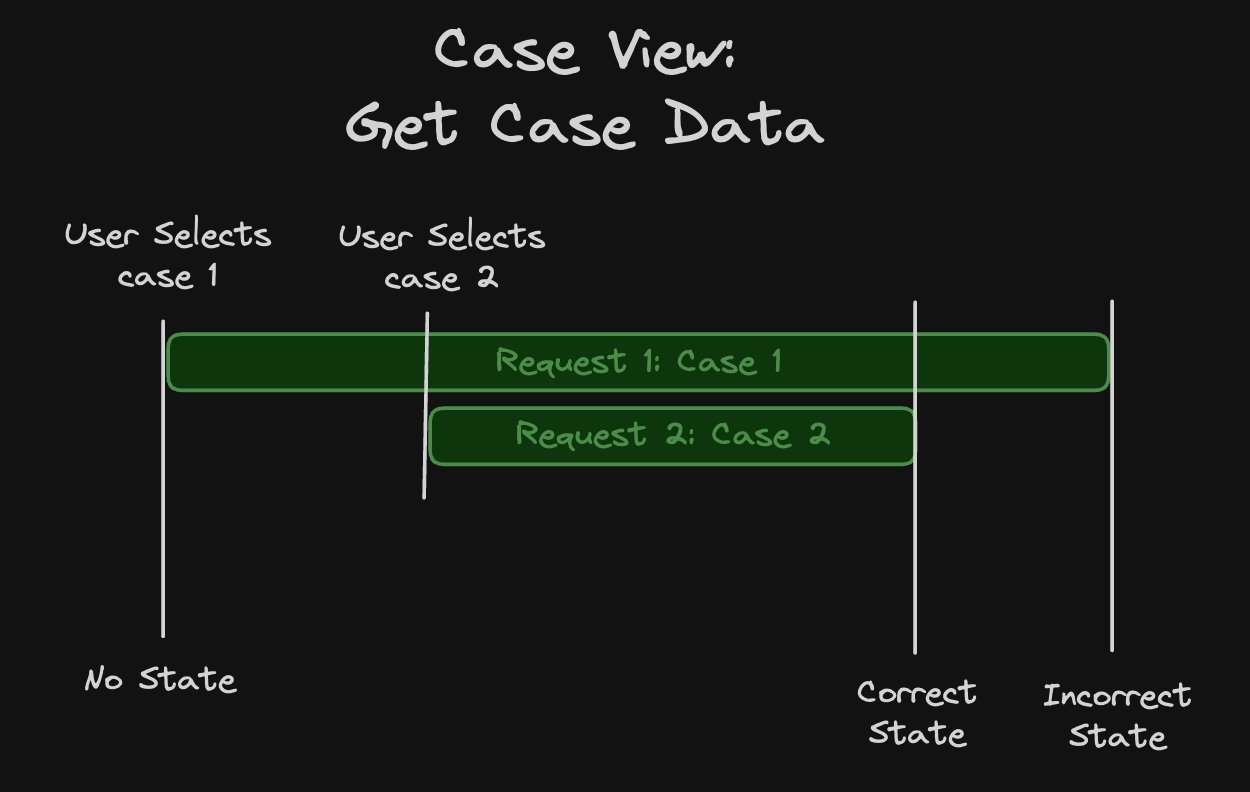 Case View:
Get Case Data
User Selects
case 1
User Selects
case 2
Request 1: Case 1
Request 2: Case 2
No State
Correct
State
Incorrect
State